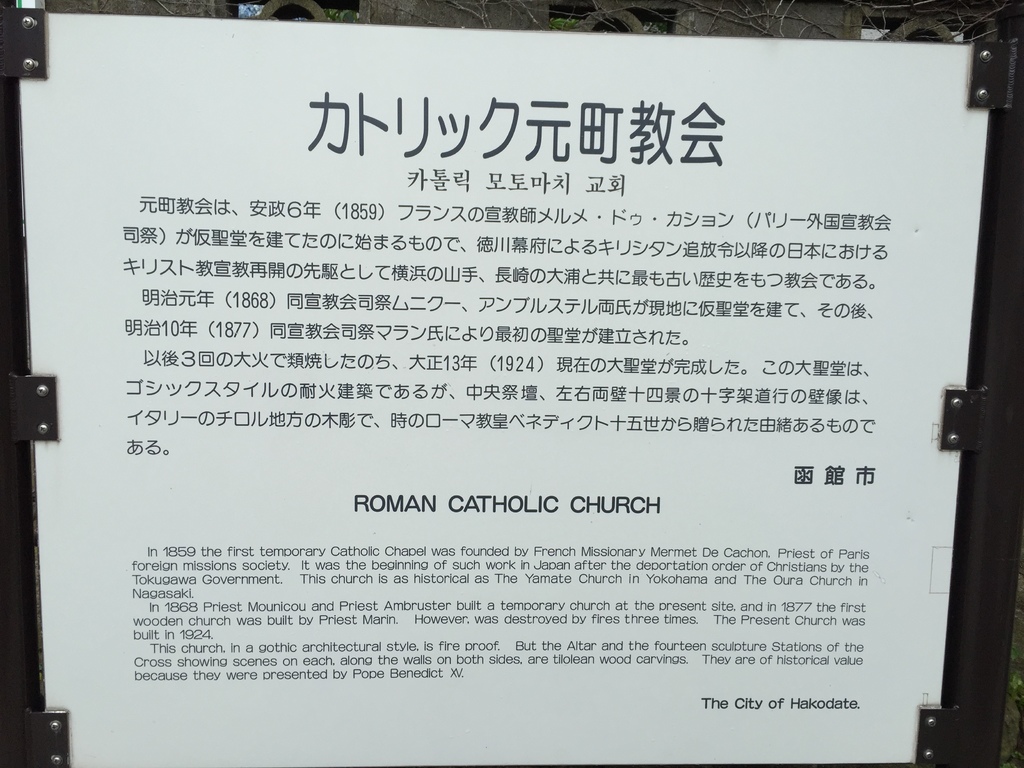 カトリック元町教会
카톨릭 모토마치 교회
元町教会は、安政6年（1859）フランスの宣教師メルメ・ドゥ・カション（パリー外国宣教会
司祭）が仮聖堂を建てたのに始まるもので、徳川幕府によるキリシタン追放令以降の日本における
キリスト教宣教再開の先駆として横浜の山手、長崎の大浦と共に最も古い歴史をもつ教会である。
明治元年（1868）同宣教会司祭ムニクー、アンブルステル両氏が現地に仮聖堂を建て、その後、
明治10年（1877）同宣教会司祭マラン氏により最初の聖堂が建立された。
以後3回の大火で類焼したのち、大正13年（1924）現在の大聖堂が完成した。この大聖堂は、
ゴシックスタイルの耐火建築であるが、中央祭壇、左右両壁十四景の十字架道行の壁像は、
イタリーのチロル地方の木彫で、時のローマ教皇ベネディクト十五世から贈られた由緒あるもので
ある。
函館市
ROMAN CATHOLIC CHURCH
In 1859 the first temporary Catholic Chapel was founded by French Missionary Mermet De Cachon, Priest of Paris
foreign missions society. It was the beginning of such work in Japan after the deportation order of Christians by the
Tokugawa Government. This church is as historical as The Yamate Church in Yokohama and The Oura Church in
Nagasaki.
In 1868 Priest Mounicou and Priest Ambruster built a temporary church at the present site, and in 1877 the first
wooden church was built by Priest Marin. However, was destroyed by fires three times. The Present Church was
built in 1924.
This church, in a gothic architectural style, is fire proof. But the Altar and the fourteen sculpture Stations of the
Cross showing scenes on each, along the walls on both sides, are tilolean wood carvings. They are of historical value
because they were presented by Pope Benedict XV.
The City of Hakodate.